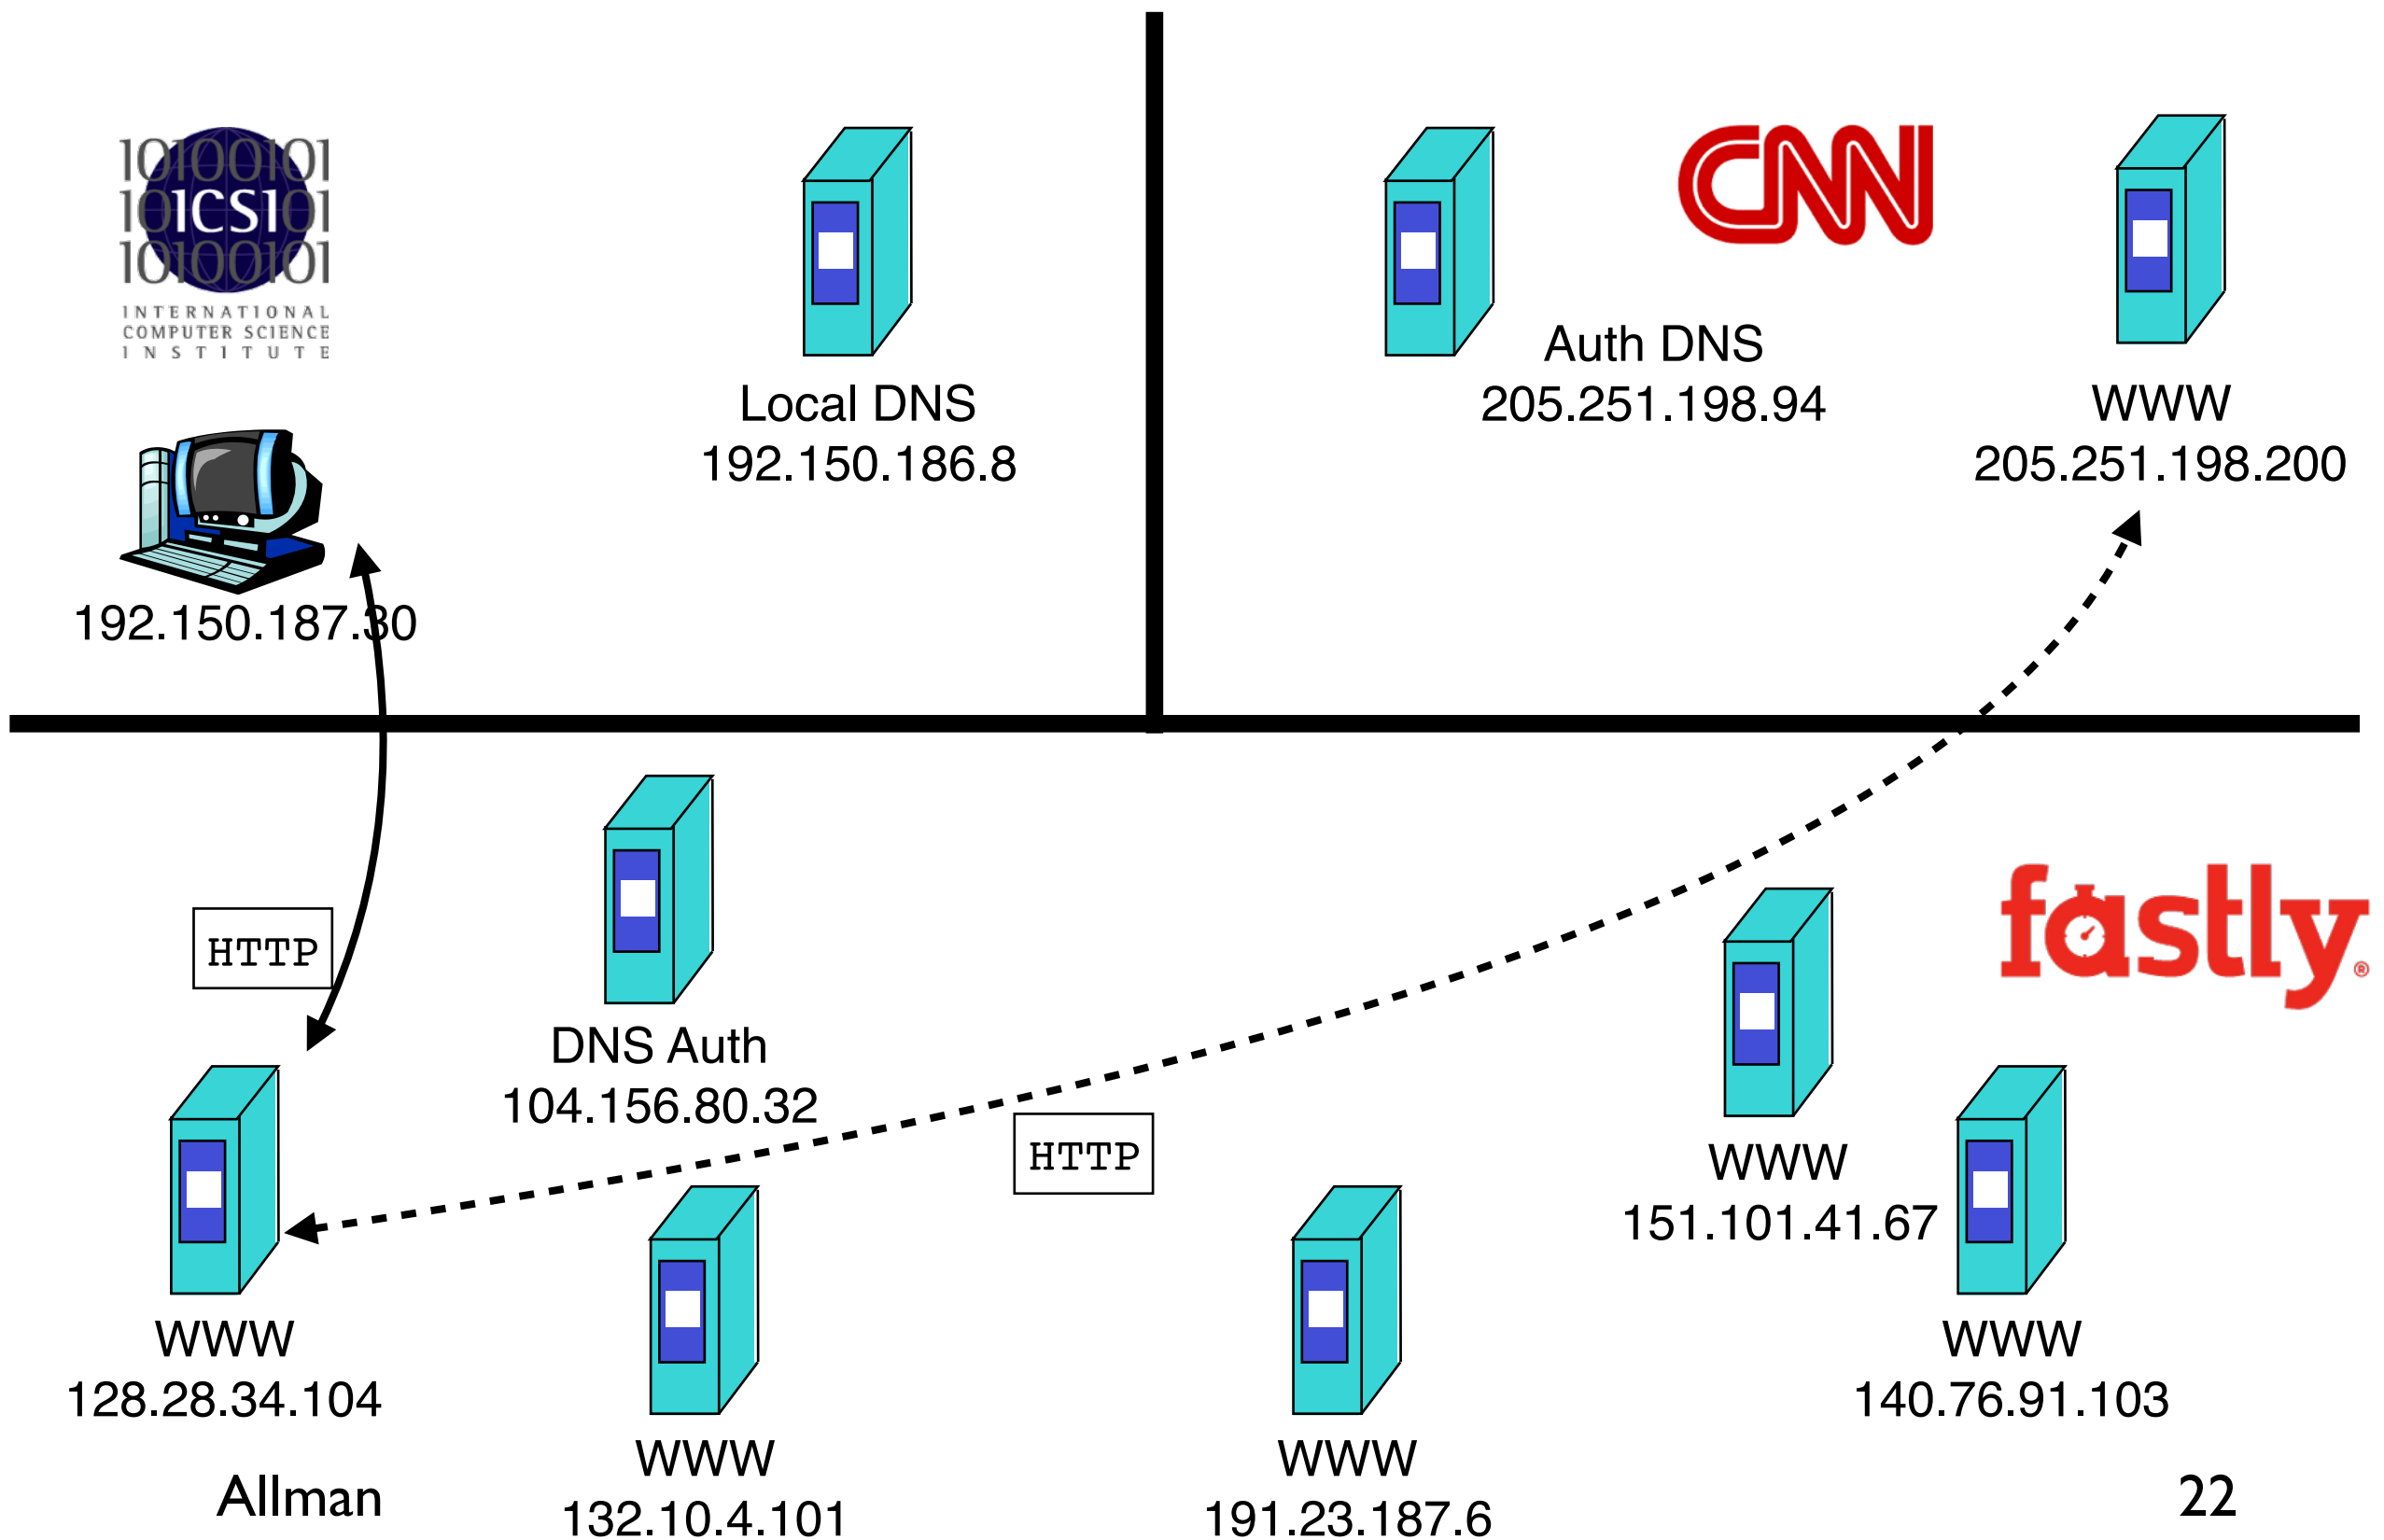 10100101
10ICSI01
10100101
INTERNATIONAL
COMPUTER SCIENCE
INSTITUTE
192.150.187.30
Local DNS
192.150.186.8
CNN
Auth DNS
205.251.198.94
WWW
205.251.198.200
HTTP
DNS Auth
104.156.80.32
HTTP
fastly®
WWW
151.101.41.67
WWW
140.76.91.103
WWW
128.28.34.104
WWW
132.10.4.101
WWW
191.23.187.6
Allman
22